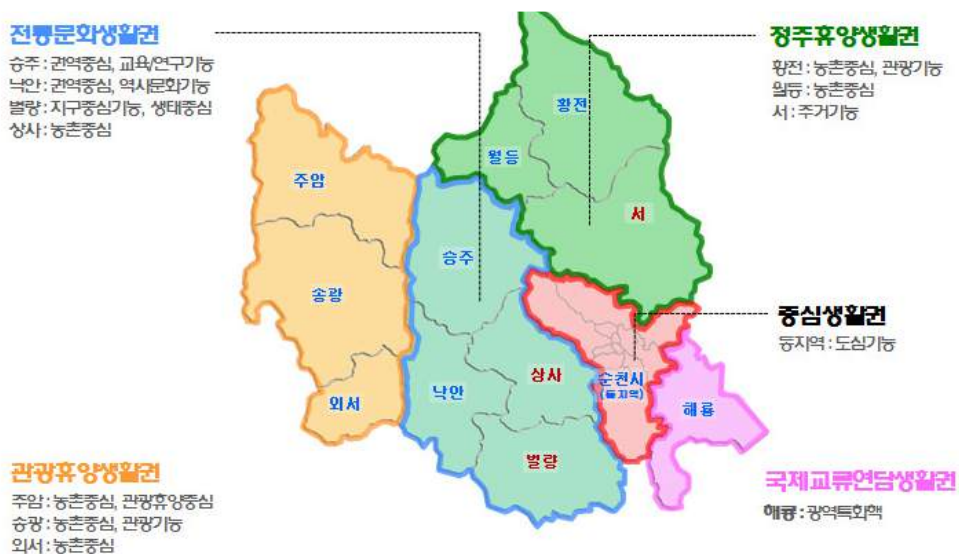 전통문화생활권
승주 : 권역중심, 교육/연구기능
낙안 : 권역중심, 역사문화기능
별량 : 지구중심기능, 생태중심
상사 : 농촌중심
정주휴양생활권
황전 : 농촌중심, 관광기능
월등 : 농촌중심
서 : 주거기능
황전
월등
주암
서
승주
송광
중심생활권
동지역 : 도심기능
상사
순천시
(동지역)
낙안
외서
해룡
별량
관광휴양생활권
주암 : 농촌중심, 관광휴양중심
송광 : 농촌중심, 관광기능
외서 : 농촌중심
국제교류연담생활권
해룡 : 광역특화핵